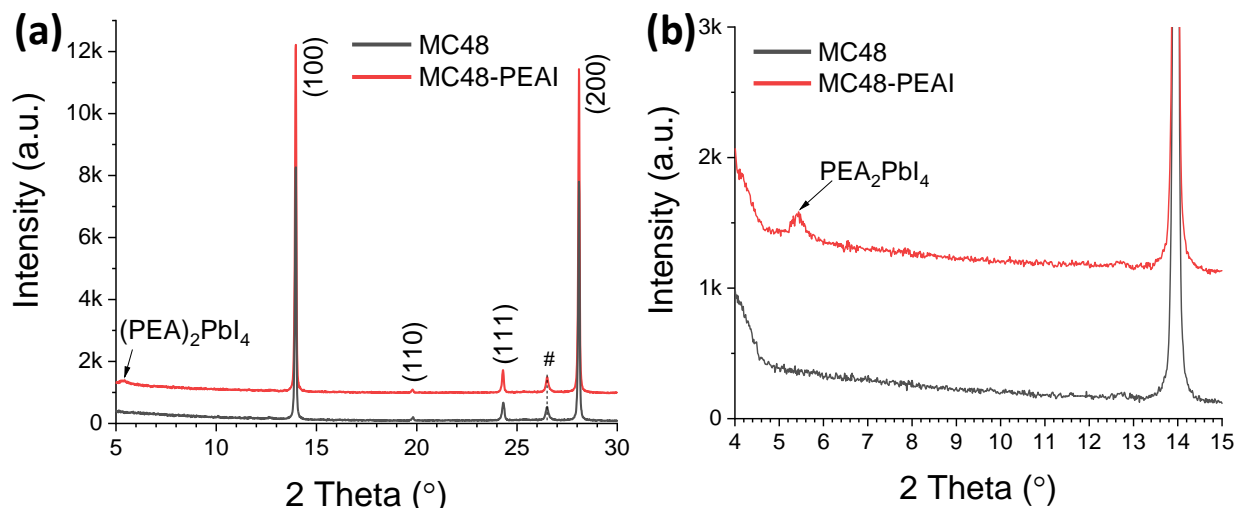 (a)
MC48
MC48-PEAI
(100)
(200)
(PEA)₂PbI₄
(110)
(111)
#
12k
10k
8k
6k
4k
2k
0
Intensity (a.u.)
5 10 15 20 25 30
2 Theta (°)
(b)
MC48
MC48-PEAI
PEA₂PbI₄
3k
2k
1k
0
Intensity (a.u.)
4 5 6 7 8 9 10 11 12 13 14 15
2 Theta (°)